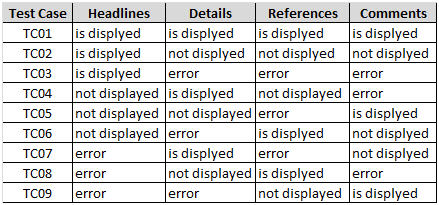 Test Case Headlines Details References Comments
TC01 is displyed is displyed is displyed is displyed
TC02 is displyed not displyed not displyed not displyed
TC03 is displyed error error error
TC04 not displayed is displyed not displayed error
TC05 not displayed not displayed error is displyed
TC06 not displayed error is displyed not displyed
TC07 error is displyed error not displyed
TC08 error not displayed is displyed error
TC09 error error not displayed is displyed